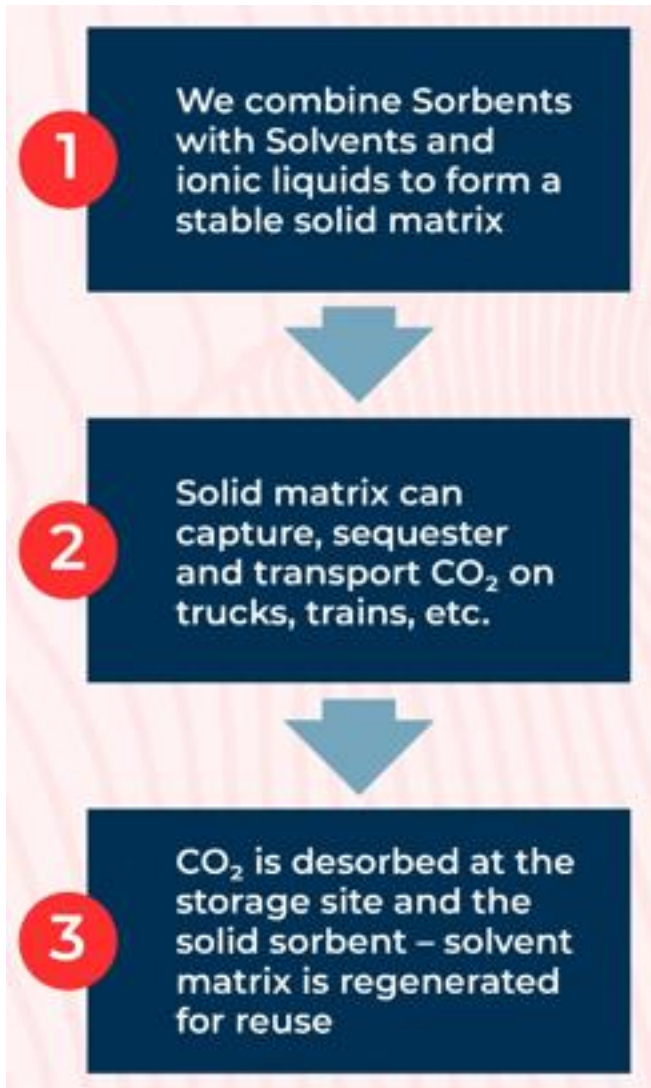 1
We combine Sorbents
with Solvents and
ionic liquids to form a
stable solid matrix
2
Solid matrix can
capture, sequester
and transport CO₂ on
trucks, trains, etc.
3
CO₂ is desorbed at the
storage site and the
solid sorbent – solvent
matrix is regenerated
for reuse